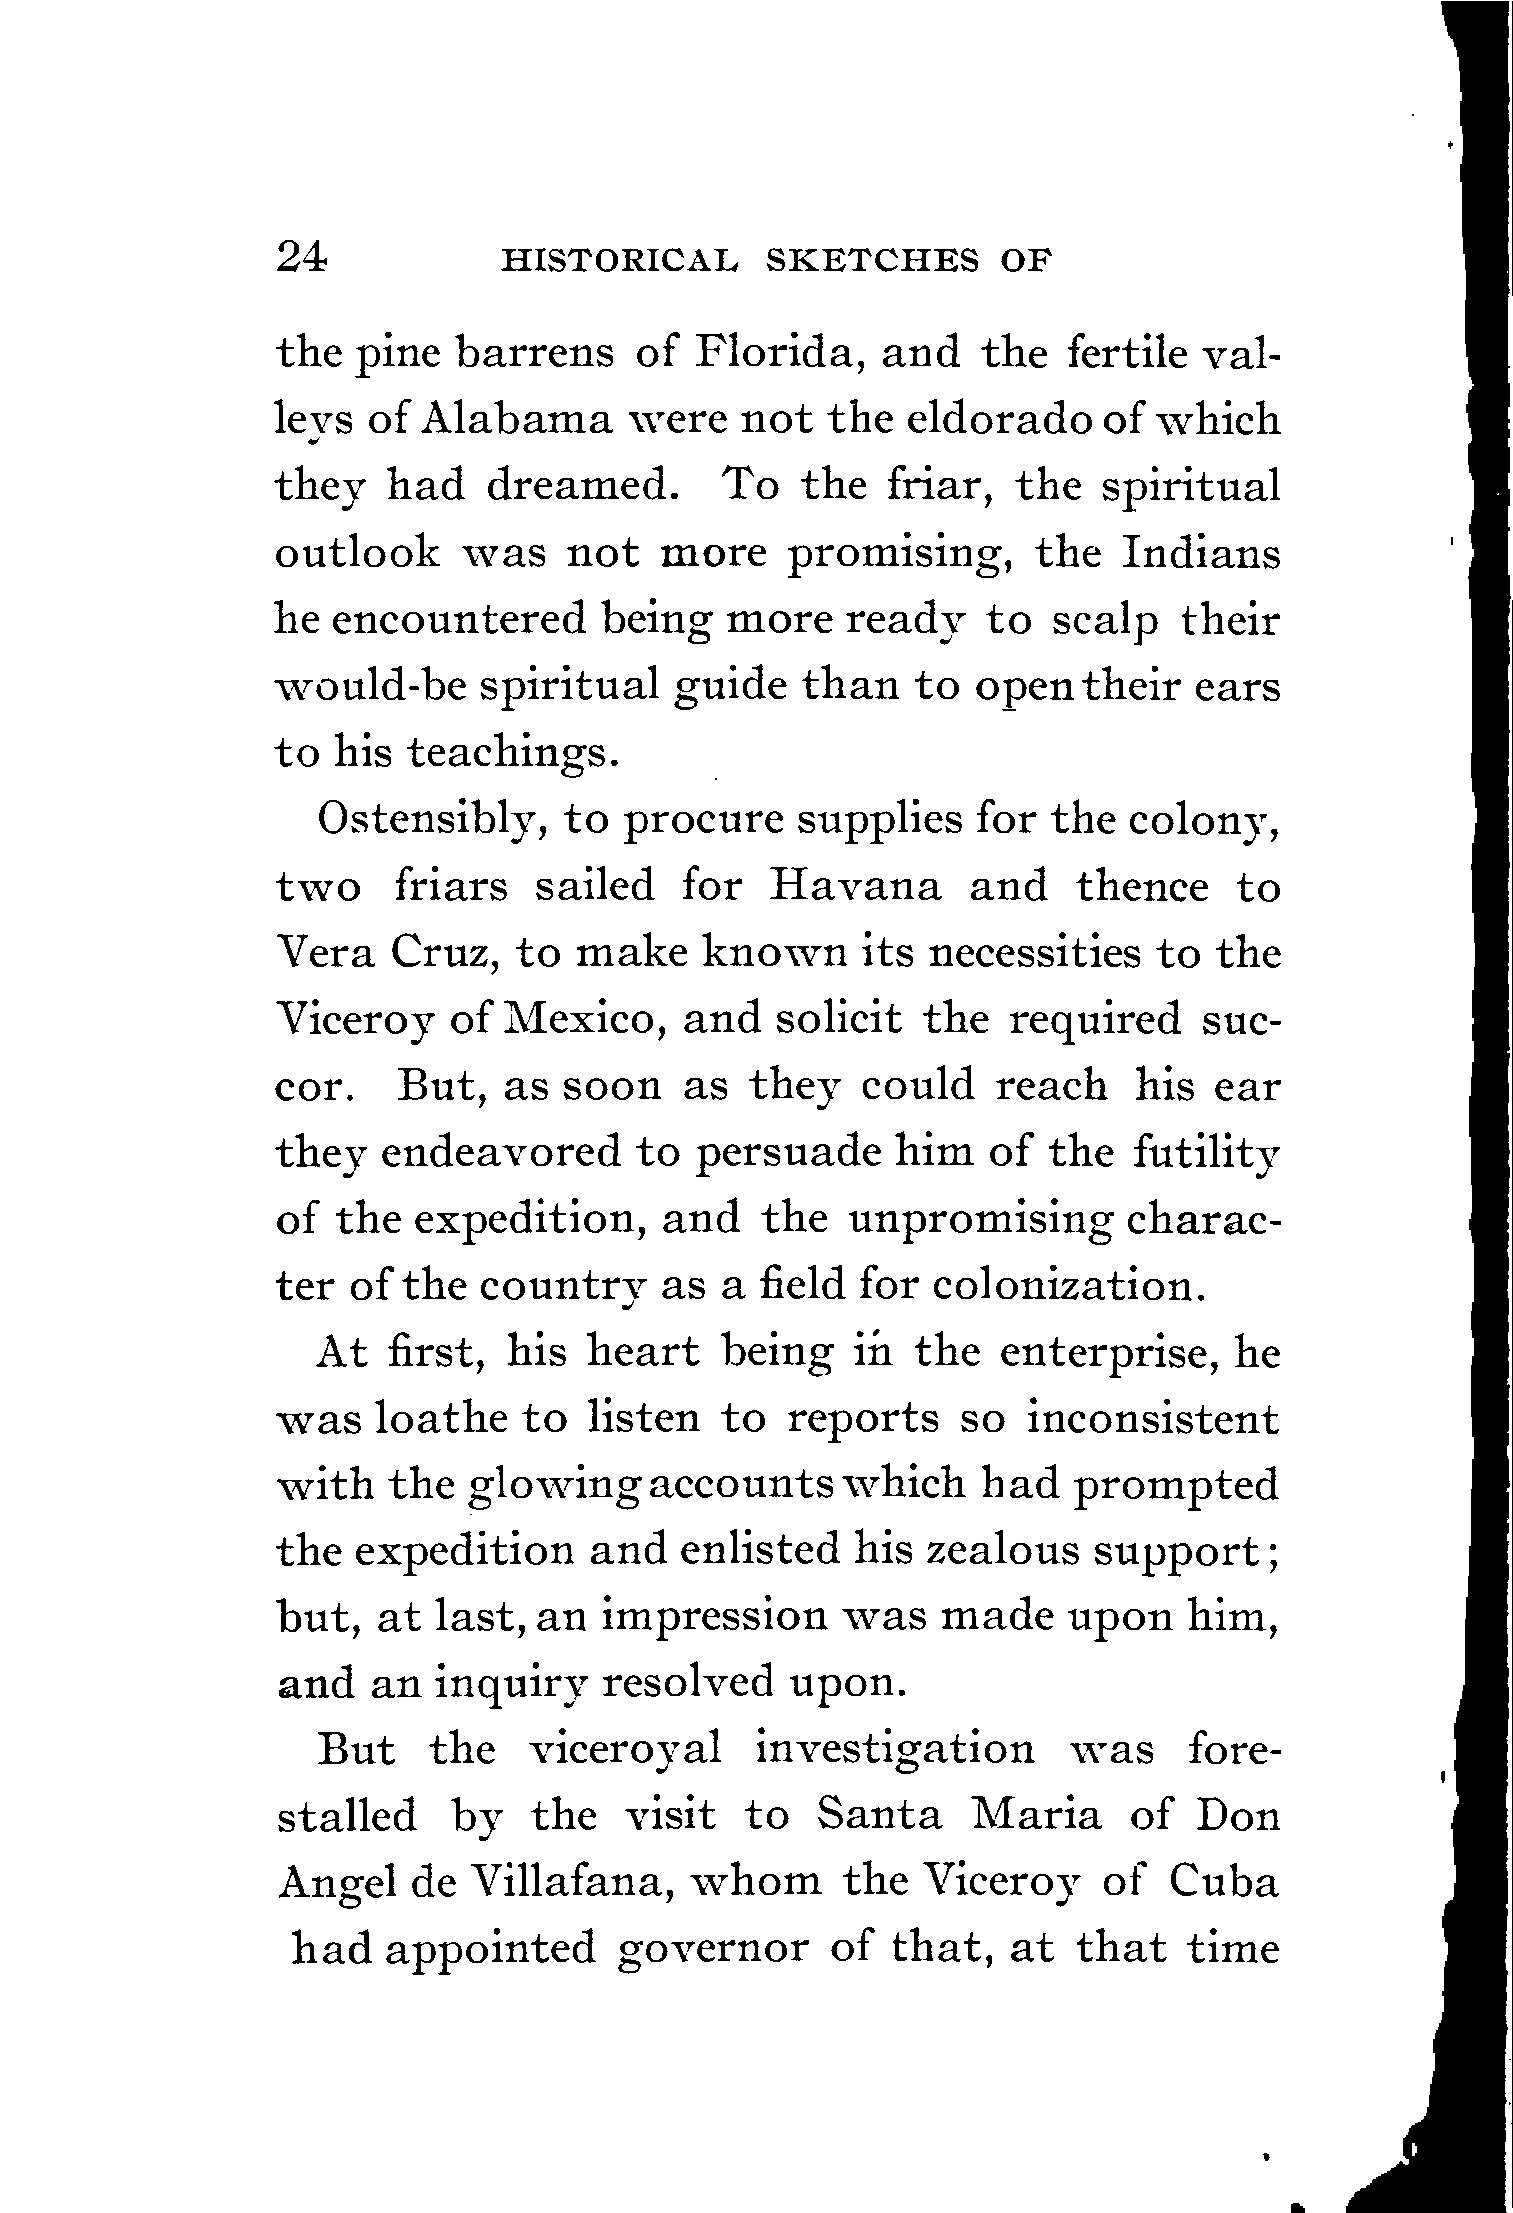 24 HISTORICAL SKETCHES OF
the pine barrens of Florida, and the fertile val-
leys of Alabama were not the eldorado of which
they had dreamed. To the friar, the spiritual
outlook was not more promising, the Indians
he encountered being more ready to scalp their
would-be spiritual guide than to open their ears
to his teachings.
Ostensibly, to procure supplies for the colony,
two friars sailed for Havana and thence to
Vera Cruz, to make known its necessities to the
Viceroy of Mexico, and solicit the required suc-
cor. But, as soon as they could reach his ear
they endeavored to persuade him of the futility
of the expedition, and the unpromising charac-
ter of the country as a field for colonization.
At first, his heart being in the enterprise, he
was loathe to listen to reports so inconsistent
with the glowing accounts which had prompted
the expedition and enlisted his zealous support;
but, at last, an impression was made upon him,
and an inquiry resolved upon.
But the viceroyal investigation was fore-
stalled by the visit to Santa Maria of Don
Angel de Villafana, whom the Viceroy of Cuba
had appointed governor of that, at that time